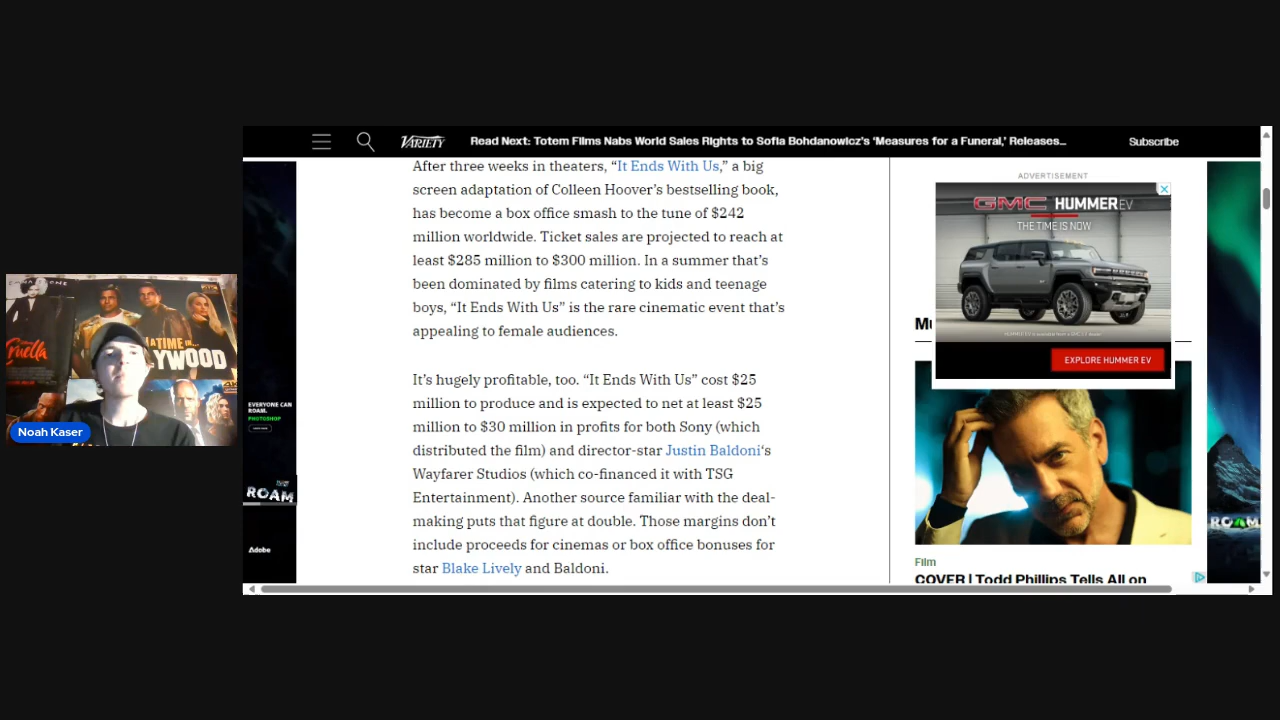 VARIETY
Read Next: Totem Films Nabs World Sales Rights to Sofia Bohdanowicz's ‘Measures for a Funeral,’ Releases...
Subscribe
After three weeks in theaters, “It Ends With Us,” a big
screen adaptation of Colleen Hoover’s bestselling book,
has become a box office smash to the tune of $242
million worldwide. Ticket sales are projected to reach at
least $285 million to $300 million. In a summer that’s
been dominated by films catering to kids and teenage
boys, “It Ends With Us” is the rare cinematic event that’s
appealing to female audiences.
It’s hugely profitable, too. “It Ends With Us” cost $25
million to produce and is expected to net at least $25
million to $30 million in profits for both Sony (which
distributed the film) and director-star Justin Baldoni‘s
Wayfarer Studios (which co-financed it with TSG
Entertainment). Another source familiar with the deal-
making puts that figure at double. Those margins don’t
include proceeds for cinemas or box office bonuses for
star Blake Lively and Baldoni.
ADVERTISEMENT
GMC HUMMER EV
THE TIME IS NOW
EXPLORE HUMMER EV
Film
COVER | Todd Phillips Tells All on
EVERYONE CAN
ROAM.
PHOTOSHOP
ROAM
Adobe
ROAM
Cruella
A TIME IN...
YWOOD
Noah Kaser